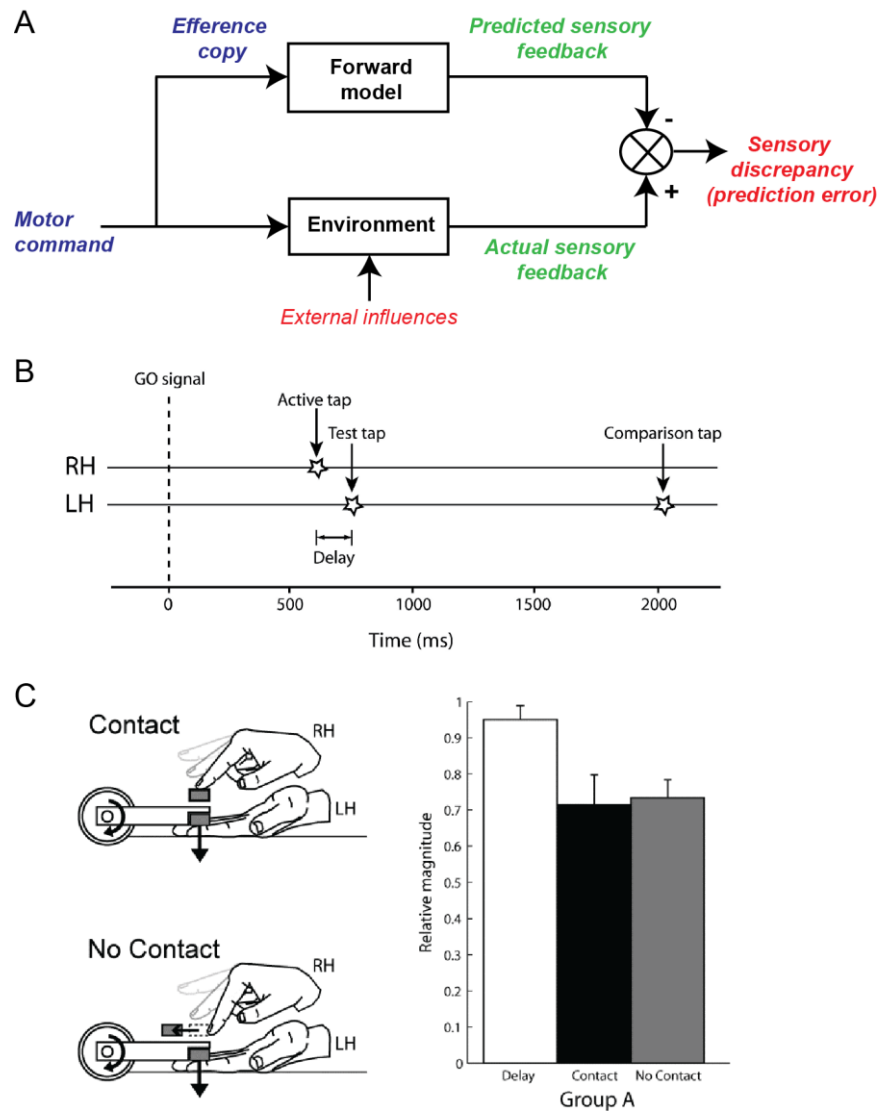 A
Efference
copy
Predicted sensory
feedback
Forward
model
-
+
Sensory
discrepancy
(prediction error)
Motor
command
Environment
Actual sensory
feedback
External influences
B
GO signal
Active tap
Test tap
Comparison tap
RH
LH
Delay
0 500 1000 1500 2000
Time (ms)
C
Contact
RH
LH
No Contact
RH
LH
Relative magnitude
1
0.9
0.8
0.7
0.6
0.5
0.4
0.3
0.2
0.1
0
Delay Contact No Contact
Group A